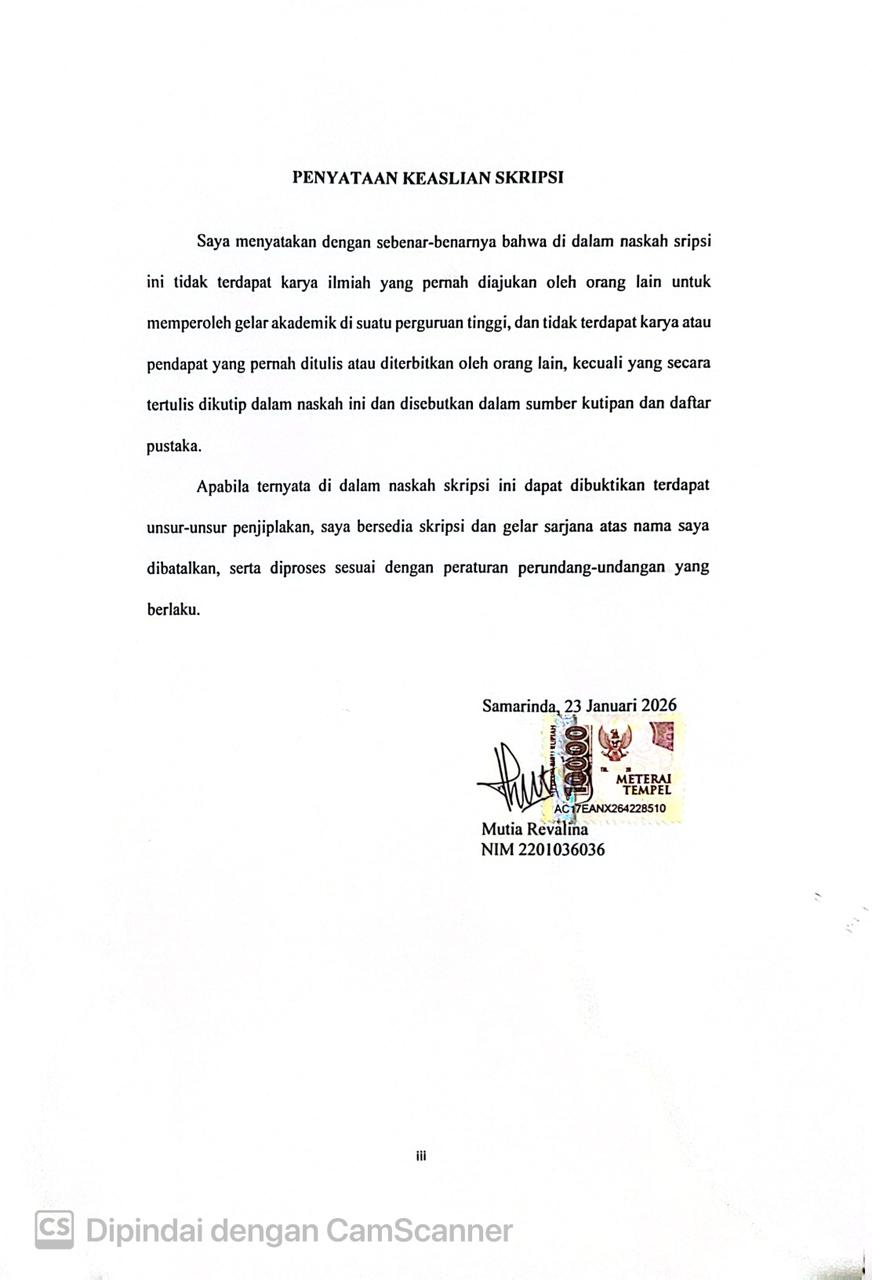 PENYATAAN KEASLIAN SKRIPSI
Saya menyatakan dengan sebenar-benarnya bahwa di dalam naskah sripsi
ini tidak terdapat karya ilmiah yang pernah diajukan oleh orang lain untuk
memperoleh gelar akademik di suatu perguruan tinggi, dan tidak terdapat karya atau
pendapat yang pernah ditulis atau diterbitkan oleh orang lain, kecuali yang secara
tertulis dikutip dalam naskah ini dan disebutkan dalam sumber kutipan dan daftar
pustaka.
Apabila ternyata di dalam naskah skripsi ini dapat dibuktikan terdapat
unsur-unsur penjiplakan, saya bersedia skripsi dan gelar sarjana atas nama saya
dibatalkan, serta diproses sesuai dengan peraturan perundang-undangan yang
berlaku.
Samarinda, 23 Januari 2026
10000
METERAI
TEMPEL
AC17EANX264228510
Mutia Revalina
NIM 2201036036
iii
CS Dipindai dengan CamScanner